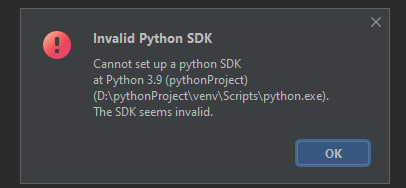 Invalid Python SDK
Cannot set up a python SDK
at Python 3.9 (pythonProject)
(D:\pythonProject\venv\Scripts\python.exe).
The SDK seems invalid.
OK